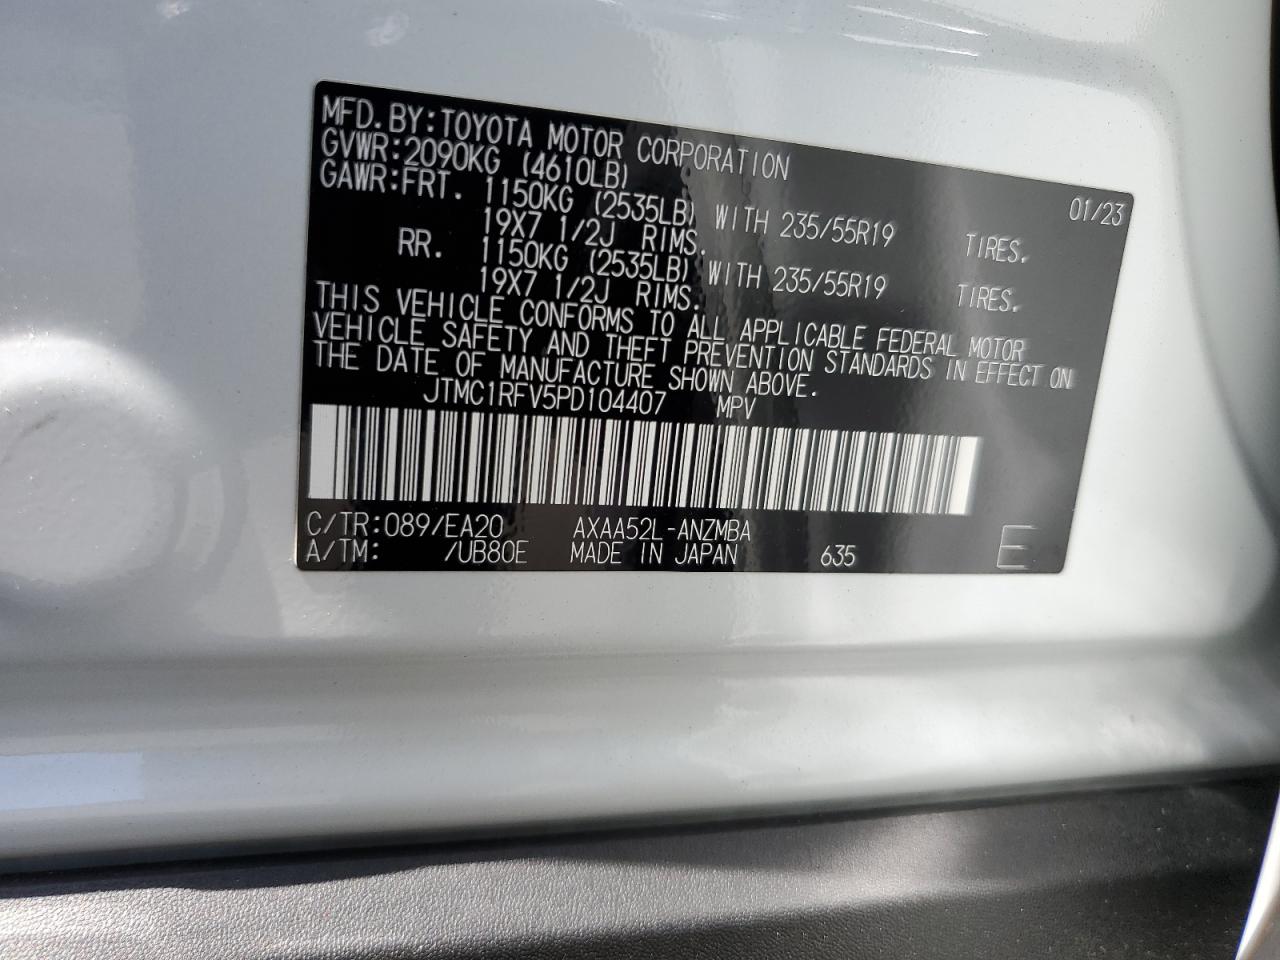 MFD.BY:TOYOTA MOTOR CORPORATION 01/23
GVWR:2090KG (4610LB)
GAWR:FRT. 1150KG (2535LB) WITH 235/55R19 TIRES.
19X7 1/2J RIMS.
RR. 1150KG (2535LB) WITH 235/55R19 TIRES.
19X7 1/2J RIMS.
THIS VEHICLE CONFORMS TO ALL APPLICABLE FEDERAL MOTOR
VEHICLE SAFETY AND THEFT PREVENTION STANDARDS IN EFFECT ON
THE DATE OF MANUFACTURE SHOWN ABOVE.
JTMC1RFV5PD104407 MPV
C/TR:089/EA20 AXAA52L-ANZMBA
A/TM: /UB80E MADE IN JAPAN 635 E